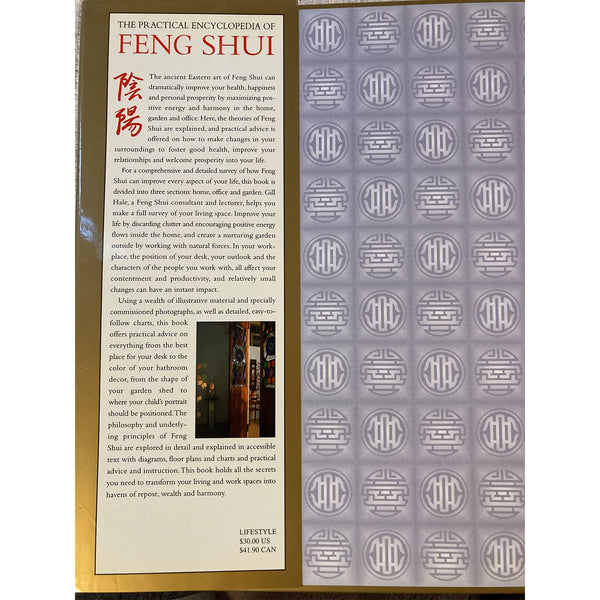 THE PRACTICAL ENCYCLOPEDIA OF
FENG SHUI
陰陽
The ancient Eastern art of Feng Shui can
dramatically improve your health, happiness
and personal prosperity by maximizing pos-
itive energy and harmony in the home,
garden and office. Here, the theories of Feng
Shui are explained, and practical advice is
offered on how to make changes in your
surroundings to foster good health, improve your
relationships and welcome prosperity into your life.
For a comprehensive and detailed survey of how Feng
Shui can improve every aspect of your life, this book is
divided into three sections: home, office and garden. Gill
Hale, a Feng Shui consultant and lecturer, helps you
make a full survey of your living space. Improve your
life by discarding clutter and encouraging positive energy
flows inside the home, and create a nurturing garden
outside by working with natural forces. In your work-
place, the position of your desk, your outlook and the
characters of the people you work with, all affect your
contentment and productivity, and relatively small
changes can have an instant impact.
Using a wealth of illustrative material and specially
commissioned photographs, as well as detailed, easy-to-
follow charts, this book
offers practical advice on
everything from the best
place for your desk to the
color of your bathroom
decor, from the shape of
your garden shed to
where your child's portrait
should be positioned. The
philosophy and underly-
ing principles of Feng
Shui are explored in detail and explained in accessible
text with diagrams, floor plans and charts and practical
advice and instruction. This book holds all the secrets
you need to transform your living and work spaces into
havens of repose, wealth and harmony.
LIFESTYLE
$30.00 US
$41.90 CAN